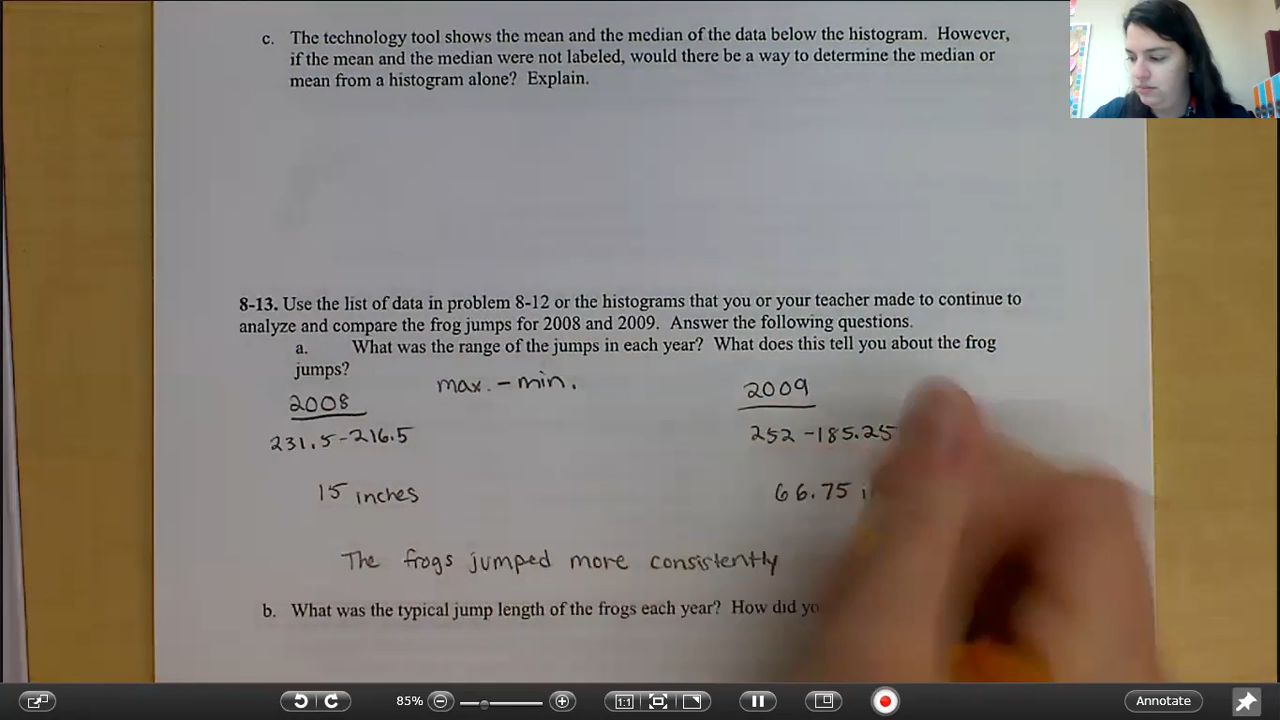 c. The technology tool shows the mean and the median of the data below the histogram. However,
if the mean and the median were not labeled, would there be a way to determine the median or
mean from a histogram alone? Explain.
8-13. Use the list of data in problem 8-12 or the histograms that you or your teacher made to continue to
analyze and compare the frog jumps for 2008 and 2009. Answer the following questions.
a. What was the range of the jumps in each year? What does this tell you about the frog
jumps?
max. - min.
2008
231.5-216.5
15 inches
2009
252 -185.25
66.75
The frogs jumped more consistently
b. What was the typical jump length of the frogs each year? How did
85%
1:1
Annotate